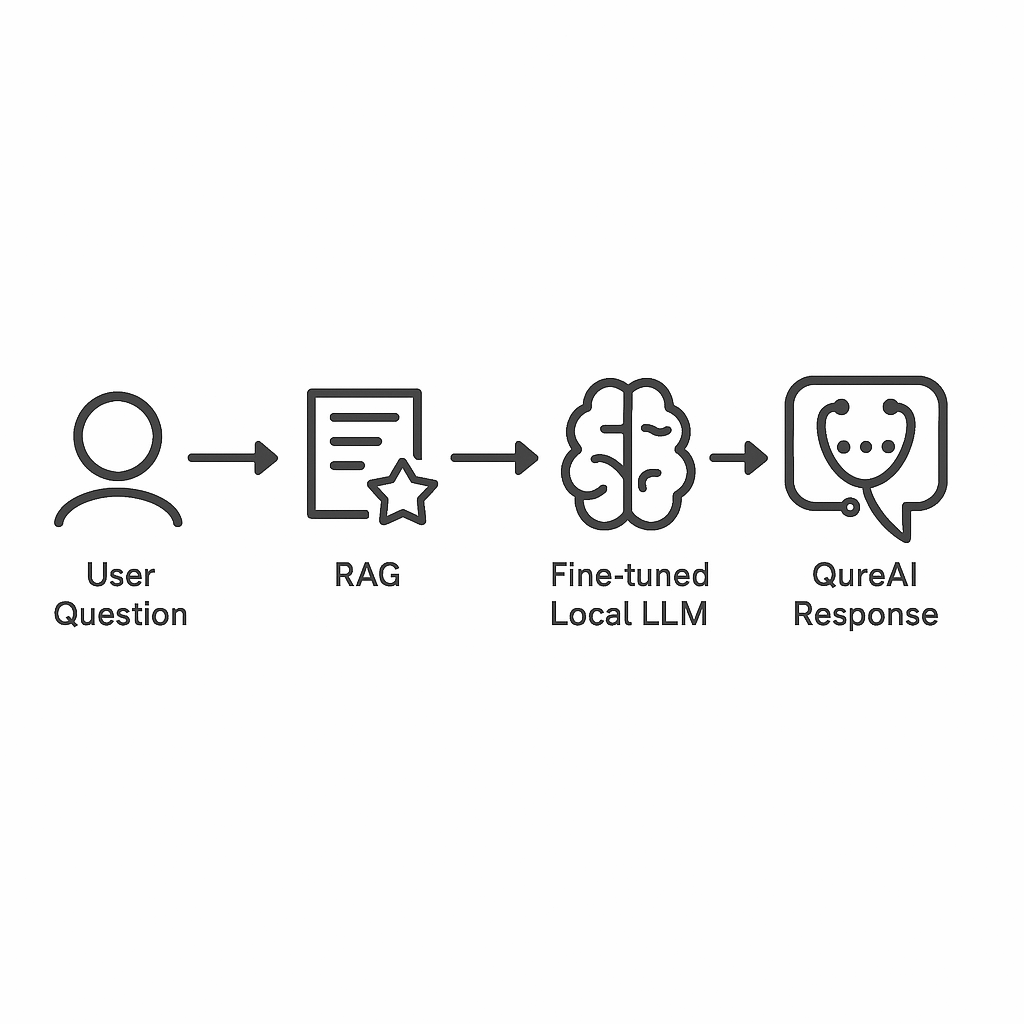 User
Question
RAG
Fine-tuned
Local LLM
QureAI
Response